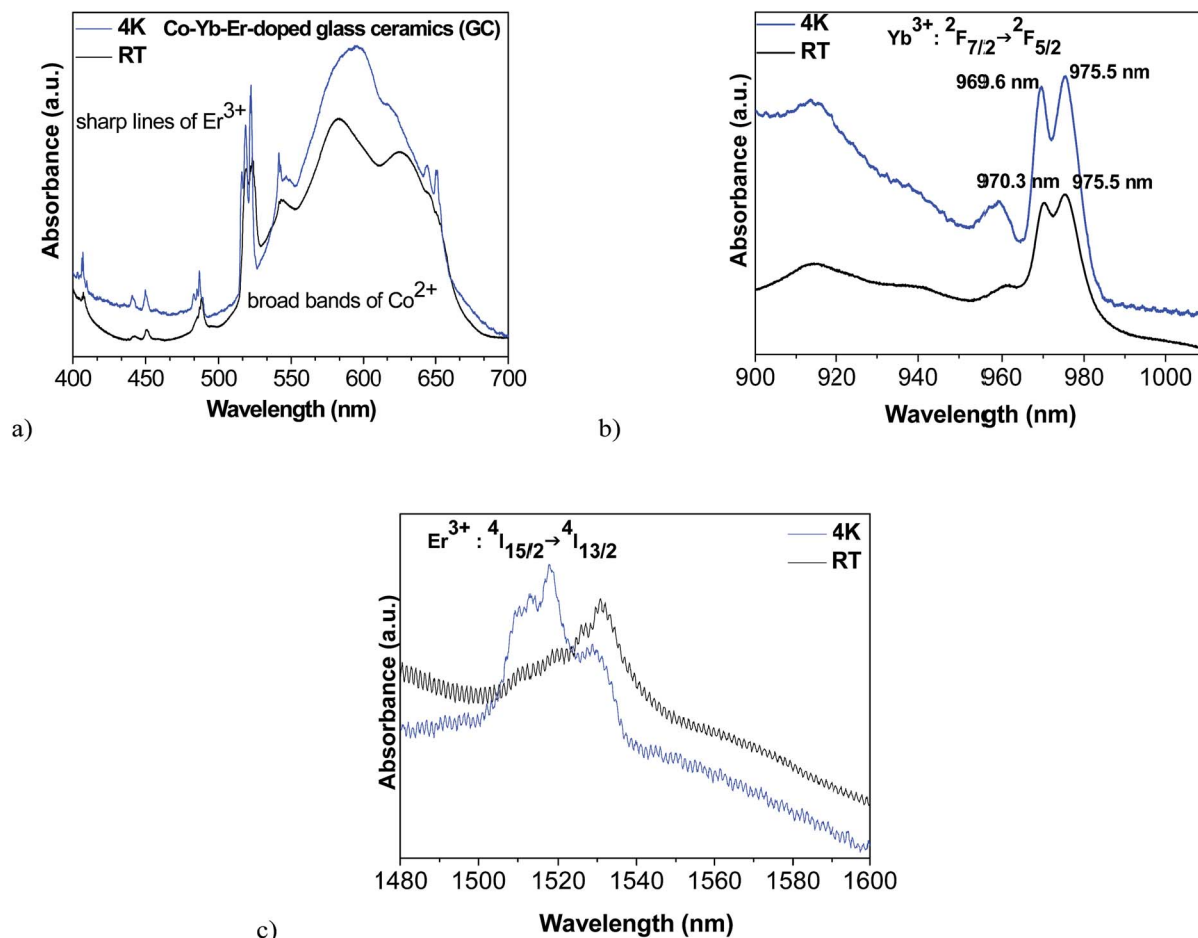 4K
RT
Co-Yb-Er-doped glass ceramics (GC)
sharp lines of Er³⁺
broad bands of Co²⁺
Absorbance (a.u.)
400 450 500 550 600 650 700
Wavelength (nm)
a)
4K
RT
Yb³⁺: ²F₇/₂→²F₅/₂
969.6 nm
975.5 nm
970.3 nm
975.5 nm
Absorbance (a.u.)
900 920 940 960 980 1000
Wavelength (nm)
b)
Er³⁺ : ⁴I₁₅/₂→⁴I₁₃/₂
4K
RT
Absorbance (a.u.)
1480 1500 1520 1540 1560 1580 1600
Wavelength (nm)
c)